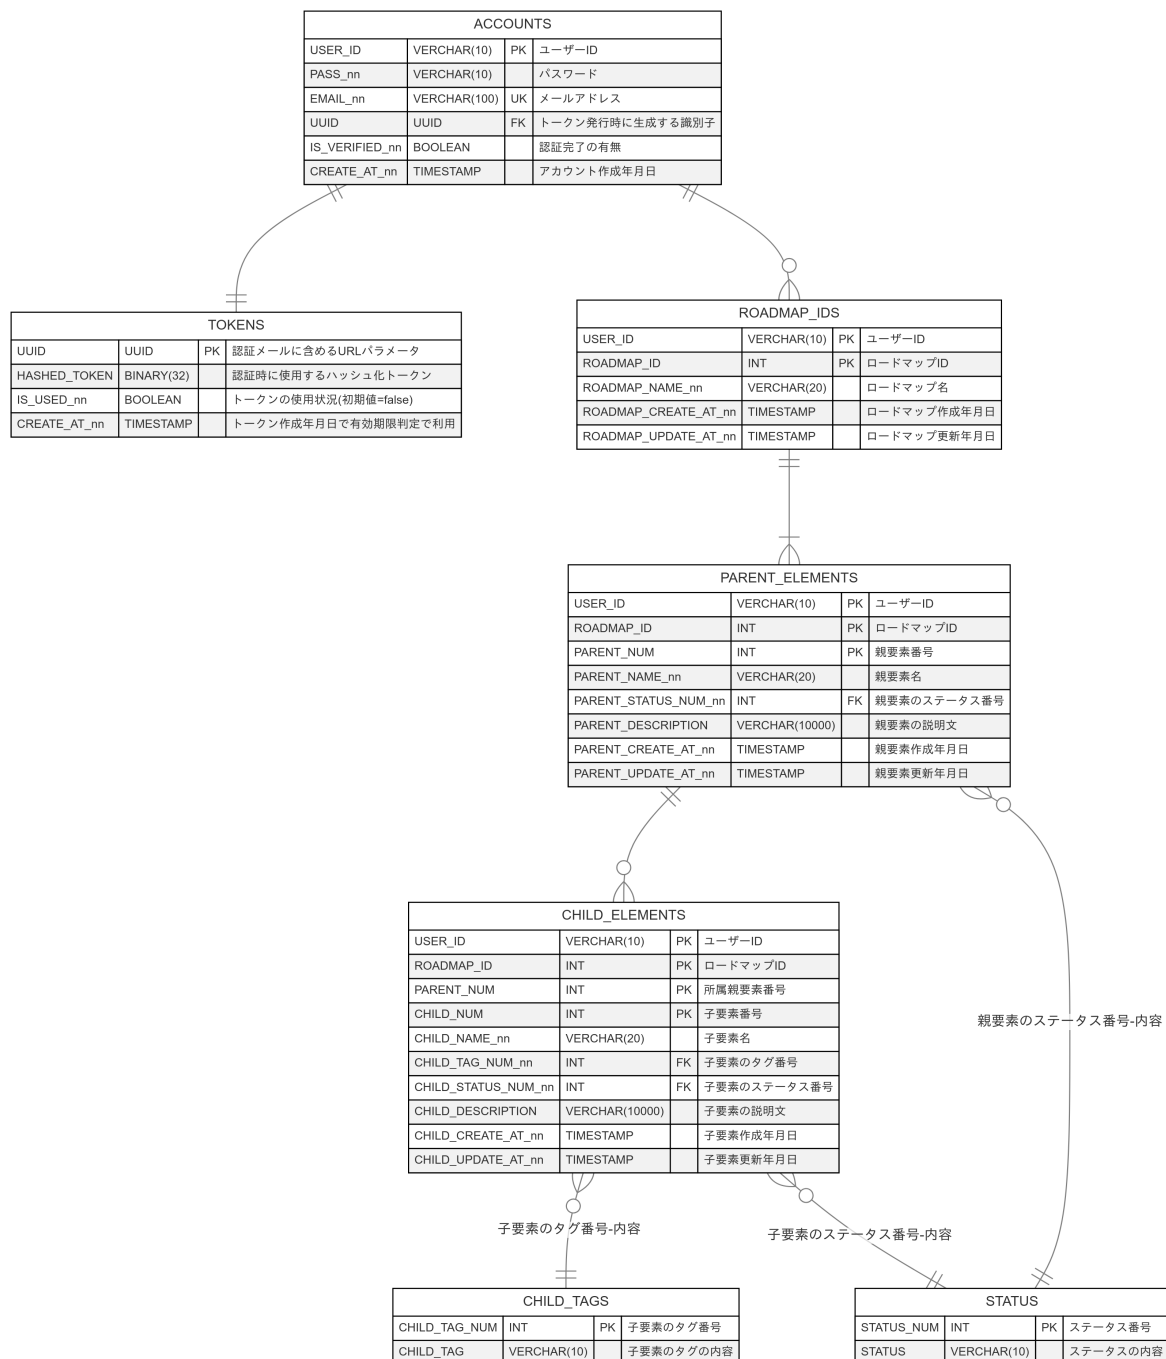 ACCOUNTS
USER_ID VERCHAR(10) PK ユーザーID
PASS_nn VERCHAR(10) パスワード
EMAIL_nn VERCHAR(100) UK メールアドレス
UUID UUID FK トークン発行時に生成する識別子
IS_VERIFIED_nn BOOLEAN 認証完了の有無
CREATE_AT_nn TIMESTAMP アカウント作成年月日
TOKENS
UUID UUID PK 認証メールに含めるURLパラメータ
HASHED_TOKEN BINARY(32) 認証時に使用するハッシュ化トークン
IS_USED_nn BOOLEAN トークンの使用状況(初期値=false)
CREATE_AT_nn TIMESTAMP トークン作成年月日で有効期限判定で利用
ROADMAP_IDS
USER_ID VERCHAR(10) PK ユーザーID
ROADMAP_ID INT PK ロードマップID
ROADMAP_NAME_nn VERCHAR(20) ロードマップ名
ROADMAP_CREATE_AT_nn TIMESTAMP ロードマップ作成年月日
ROADMAP_UPDATE_AT_nn TIMESTAMP ロードマップ更新年月日
PARENT_ELEMENTS
USER_ID VERCHAR(10) PK ユーザーID
ROADMAP_ID INT PK ロードマップID
PARENT_NUM INT PK 親要素番号
PARENT_NAME_nn VERCHAR(20) 親要素名
PARENT_STATUS_NUM_nn INT FK 親要素のステータス番号
PARENT_DESCRIPTION VERCHAR(10000) 親要素の説明文
PARENT_CREATE_AT_nn TIMESTAMP 親要素作成年月日
PARENT_UPDATE_AT_nn TIMESTAMP 親要素更新年月日
CHILD_ELEMENTS
USER_ID VERCHAR(10) PK ユーザーID
ROADMAP_ID INT PK ロードマップID
PARENT_NUM INT PK 所属親要素番号
CHILD_NUM INT PK 子要素番号
CHILD_NAME_nn VERCHAR(20) 子要素名
CHILD_TAG_NUM_nn INT FK 子要素のタグ番号
CHILD_STATUS_NUM_nn INT FK 子要素のステータス番号
CHILD_DESCRIPTION VERCHAR(10000) 子要素の説明文
CHILD_CREATE_AT_nn TIMESTAMP 子要素作成年月日
CHILD_UPDATE_AT_nn TIMESTAMP 子要素更新年月日
親要素のステータス番号-内容
子要素のタグ番号-内容
子要素のステータス番号-内容
CHILD_TAGS
CHILD_TAG_NUM INT PK 子要素のタグ番号
CHILD_TAG VERCHAR(10) 子要素のタグの内容
STATUS
STATUS_NUM INT PK ステータス番号
STATUS VERCHAR(10) ステータスの内容